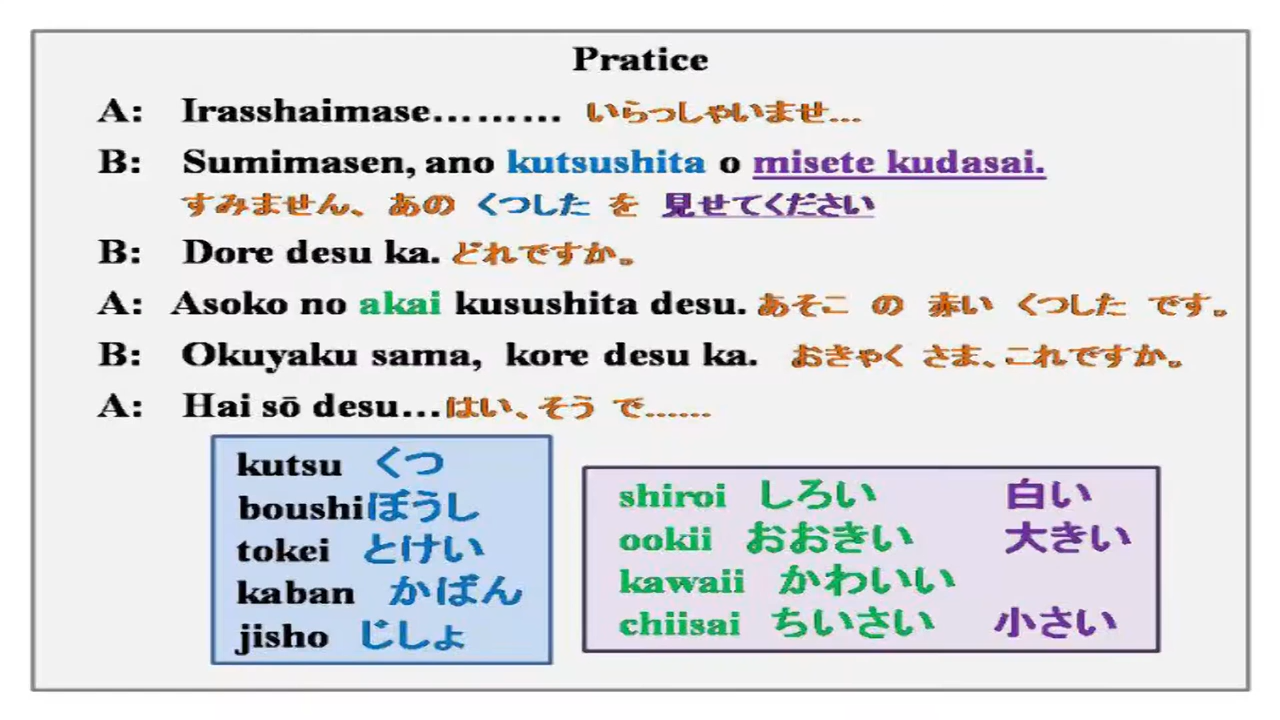 Pratice
A: Irasshaimase......... いらっしゃいませ...
B: Sumimasen, ano kutsushita o misete kudasai.
すみません、 あの くつした を 見せてください
B: Dore desu ka. どれですか。
A: Asoko no akai kusushita desu. あそこ の 赤い くつした です。
B: Okuyaku sama, kore desu ka. おきゃく さま、これですか。
A: Hai sō desu... はい、そう で......
kutsu くつ
boushi ぼうし
tokei とけい
kaban かばん
jisho じしょ
shiroi しろい 白い
ookii おおきい 大きい
kawaii かわいい
chiisai ちいさい 小さい